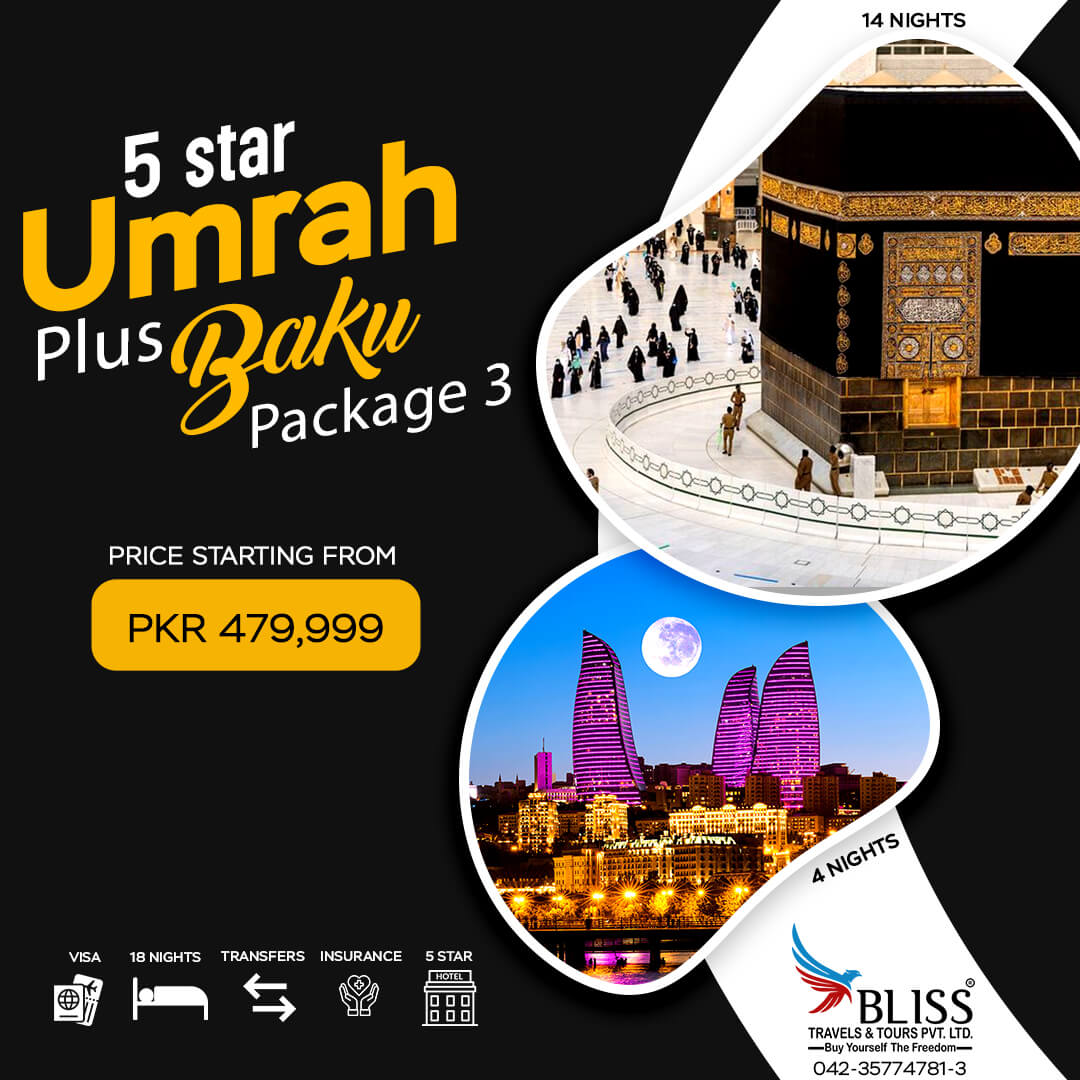 14 NIGHTS
5 star
Umrah
Plus Baku
Package 3
PRICE STARTING FROM
PKR 479,999
4 NIGHTS
VISA
18 NIGHTS
TRANSFERS
INSURANCE
5 STAR
HOTEL
BLISS®
TRAVELS & TOURS PVT. LTD.
Buy Yourself The Freedom
042-35774781-3